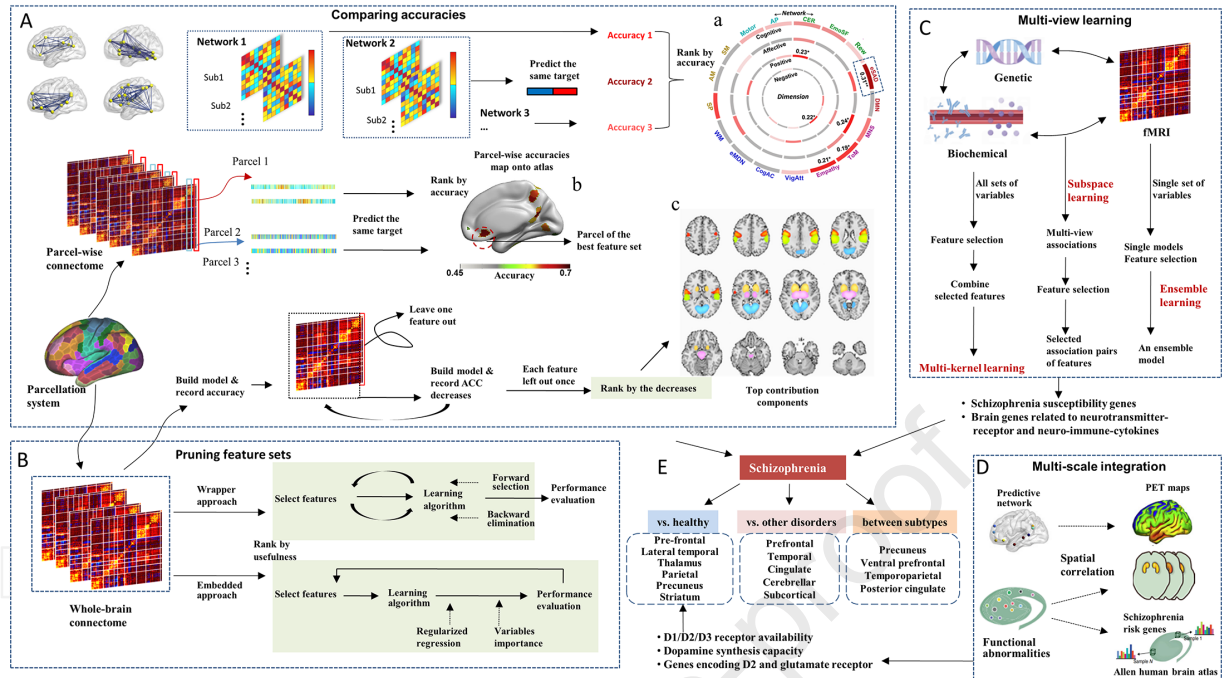 A
Comparing accuracies
Network 1
Sub1
Sub2
Network 2
Sub1
Sub2
Predict the
same target
Network 3
...
Accuracy 1
Accuracy 2
Accuracy 3
Rank by
accuracy
a
Network
Motor
AP
CER
EmoSF
Rew
eSAD
DMN
MNS
ToM
Empathy
VigAtt
CogAC
eMDN
WM
SP
AM
SM
Cognitive
Affective
Positive
Negative
Dimension
0.23*
0.31*
0.24*
0.19*
0.21*
0.22*
Parcel-wise
connectome
Parcel 1
Parcel 2
Parcel 3
Rank by
accuracy
Predict the
same target
Parcel-wise accuracies
map onto atlas
b
Parcel of the
best feature set
0.45
0.7
Accuracy
c
Top contribution
components
Parcellation
system
Build model &
record accuracy
Leave one
feature out
Build model &
record ACC
decreases
Each feature
left out once
Rank by the decreases
B
Pruning feature sets
Whole-brain
connectome
Wrapper
approach
Rank by
usefulness
Embedded
approach
Select features
Learning
algorithm
Forward
selection
Backward
elimination
Performance
evaluation
Select features
Learning
algorithm
Performance
evaluation
Regularized
regression
Variables
importance
C
Multi-view learning
Genetic
Biochemical
fMRI
All sets of
variables
Feature selection
Combine
selected features
Multi-kernel learning
Subspace
learning
Multi-view
associations
Feature selection
Selected
association pairs
of features
Single set of
variables
Single models
Feature selection
Ensemble
learning
An ensemble
model
• Schizophrenia susceptibility genes
• Brain genes related to neurotransmitter-
receptor and neuro-immune-cytokines
D
Multi-scale integration
Predictive
network
PET maps
Spatial
correlation
Functional
abnormalities
Schizophrenia
risk genes
Sample 1
Sample N
Allen human brain atlas
E
Schizophrenia
vs. healthy
Pre-frontal
Lateral temporal
Thalamus
Parietal
Precuneus
Striatum
vs. other disorders
Prefrontal
Temporal
Cingulate
Cerebrellar
Subcortical
between subtypes
Precuneus
Ventral prefrontal
Temporoparietal
Posterior cingulate
• D1/D2/D3 receptor availability
• Dopamine synthesis capacity
• Genes encoding D2 and glutamate receptor